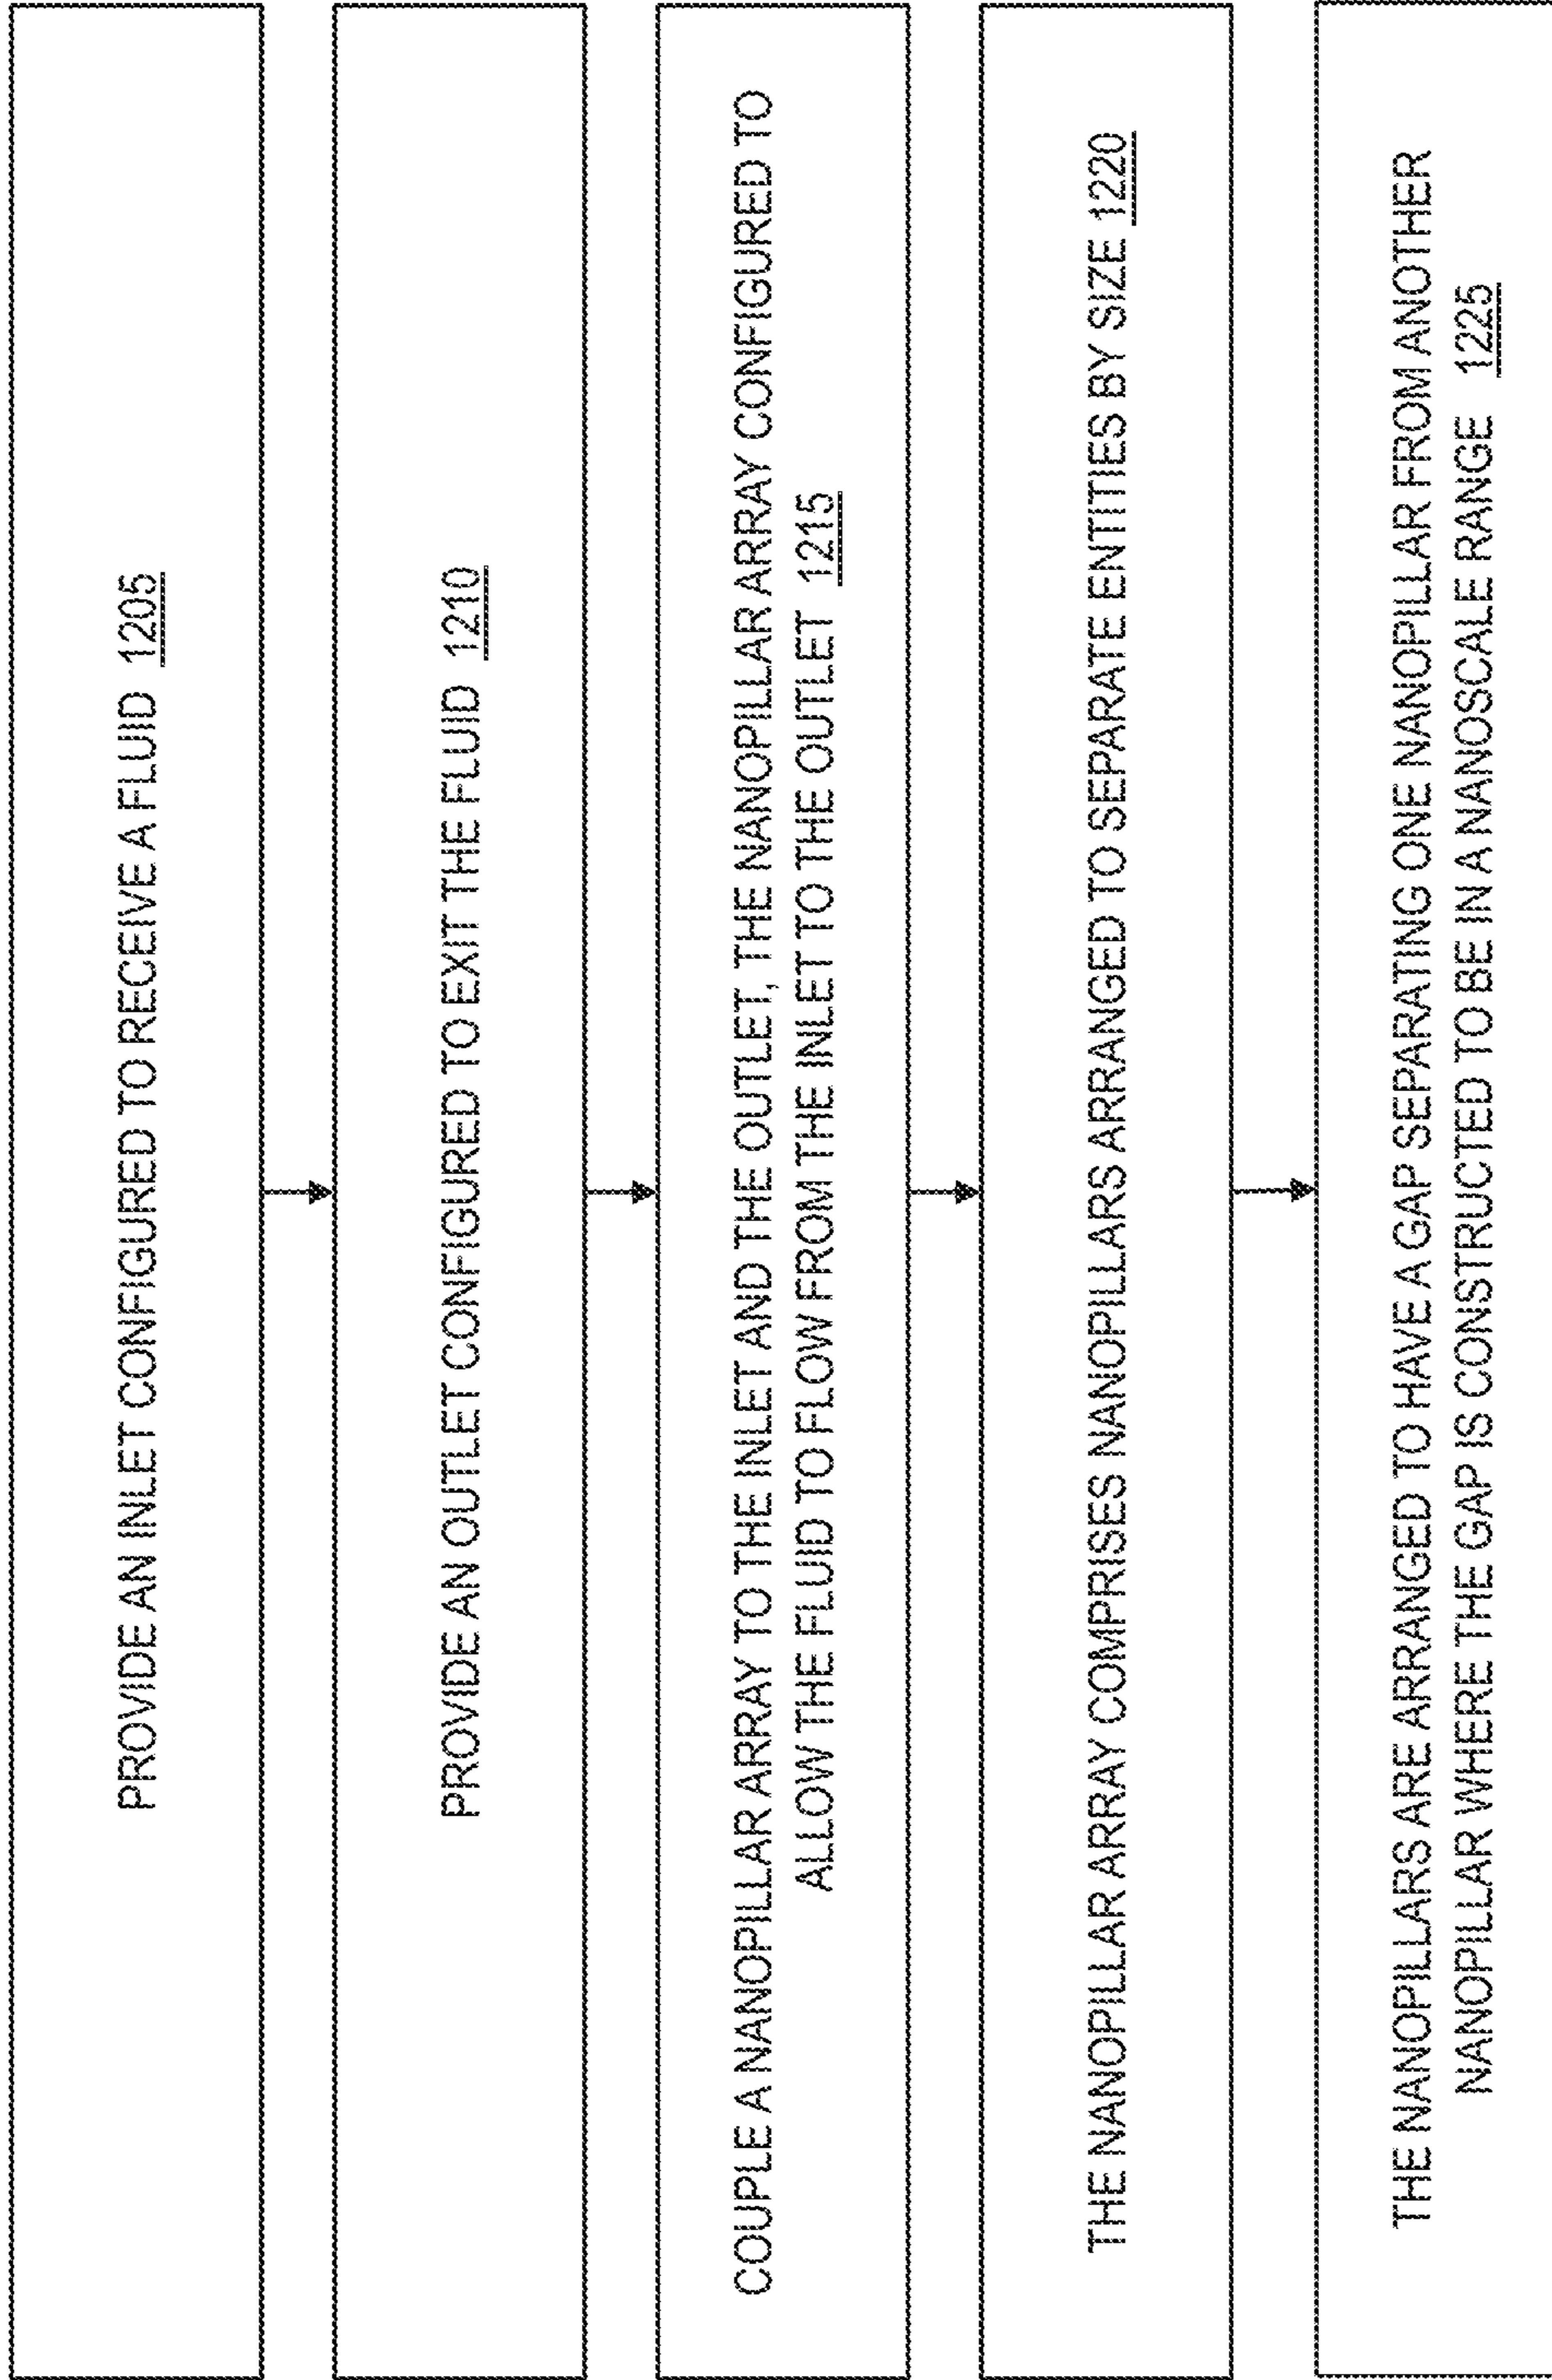 PROVIDE AN INLET CONFIGURED TO RECEIVE A FLUID 1205
PROVIDE AN OUTLET CONFIGURED TO EXIT THE FLUID 1210
COUPLE A NANOPILLAR ARRAY TO THE INLET AND THE OUTLET, THE NANOPILLAR ARRAY CONFIGURED TO
ALLOW THE FLUID TO FLOW FROM THE INLET TO THE OUTLET 1215
THE NANOPILLAR ARRAY COMPRISES NANOPILLARS ARRANGED TO SEPARATE ENTITIES BY SIZE 1220
THE NANOPILLARS ARE ARRANGED TO HAVE A GAP SEPARATING ONE NANOPILLAR FROM ANOTHER
NANOPILLAR WHERE THE GAP IS CONSTRUCTED TO BE IN A NANOSCALE RANGE 1225